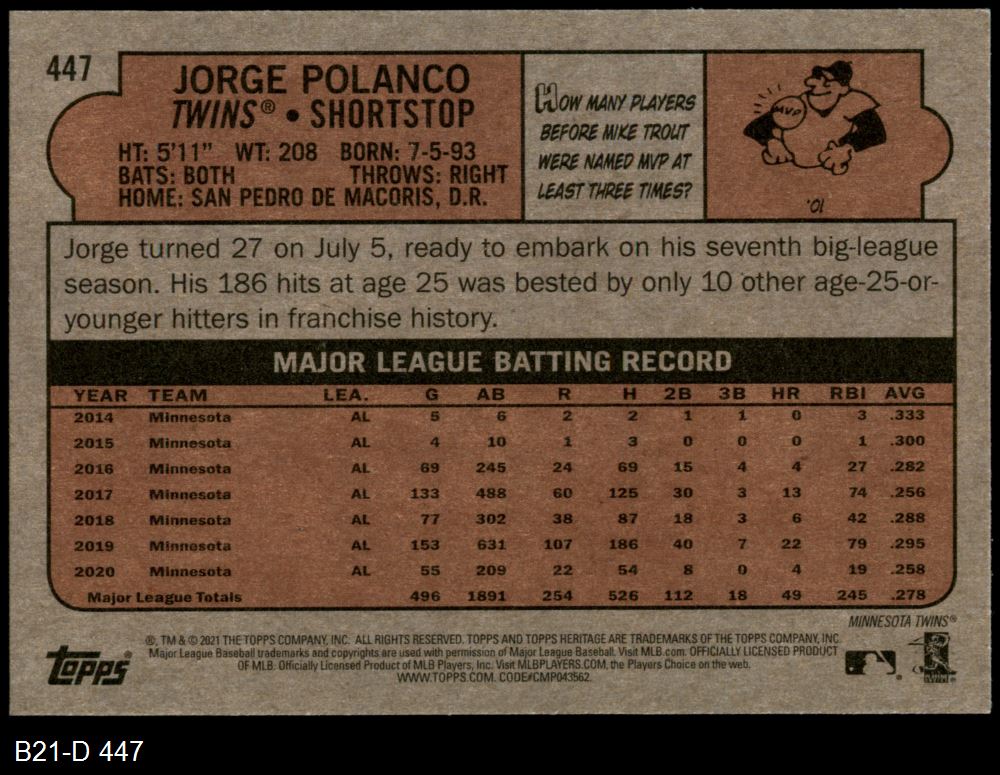 447
JORGE POLANCO
TWINS® • SHORTSTOP
HT: 5'11" WT: 208 BORN: 7-5-93
BATS: BOTH THROWS: RIGHT
HOME: SAN PEDRO DE MACORIS, D.R.
HOW MANY PLAYERS
BEFORE MIKE TROUT
WERE NAMED MVP AT
LEAST THREE TIMES?
MVP
'01
Jorge turned 27 on July 5, ready to embark on his seventh big-league
season. His 186 hits at age 25 was bested by only 10 other age-25-or-
younger hitters in franchise history.
MAJOR LEAGUE BATTING RECORD
YEAR TEAM LEA. G AB R H 2B 3B HR RBI AVG
2014 Minnesota AL 5 6 2 2 1 1 0 3 .333
2015 Minnesota AL 4 10 1 3 0 0 0 1 .300
2016 Minnesota AL 69 245 24 69 15 4 4 27 .282
2017 Minnesota AL 133 488 60 125 30 3 13 74 .256
2018 Minnesota AL 77 302 38 87 18 3 6 42 .288
2019 Minnesota AL 153 631 107 186 40 7 22 79 .295
2020 Minnesota AL 55 209 22 54 8 0 4 19 .258
Major League Totals 496 1891 254 526 112 18 49 245 .278
MINNESOTA TWINS®
topps®
®, TM & © 2021 THE TOPPS COMPANY, INC. ALL RIGHTS RESERVED. TOPPS AND TOPPS HERITAGE ARE TRADEMARKS OF THE TOPPS COMPANY, INC.
Major League Baseball trademarks and copyrights are used with permission of Major League Baseball. Visit MLB.com. OFFICIALLY LICENSED PRODUCT
OF MLB. Officially Licensed Product of MLB Players, Inc. Visit MLBPLAYERS.COM, the Players Choice on the web.
WWW.TOPPS.COM. CODE#CMP043562.
B21-D 447